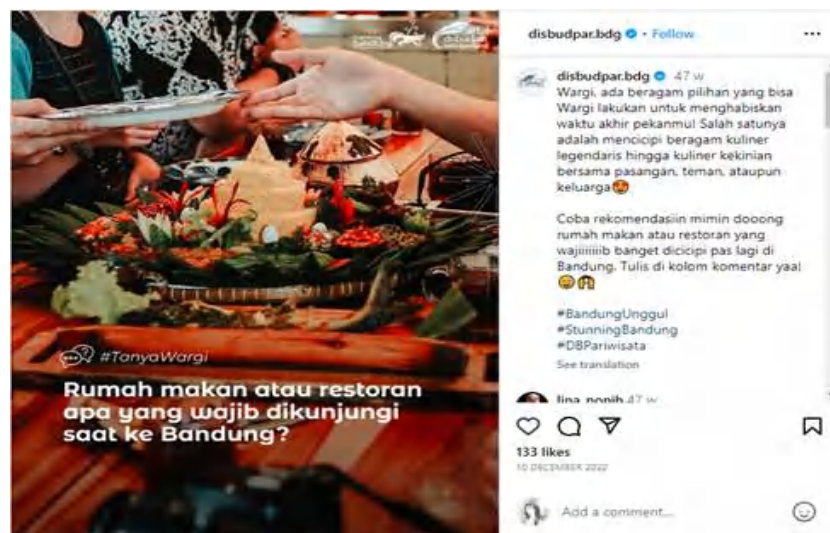 #TanyaWargi
Rumah makan atau restoran
apa yang wajib dikunjungi
saat ke Bandung?
disbudpar.bdg • Follow
disbudpar.bdg 47 w
Wargi, ada beragam pilihan yang bisa
Wargi lakukan untuk menghabiskan
waktu akhir pekanmu! Salah satunya
adalah mencicipi beragam kuliner
legendaris hingga kuliner kekinian
bersama pasangan, teman, ataupun
keluarga
Coba rekomendasiin mimin dooong
rumah makan atau restoran yang
wajiiiiiiib banget dicicipi pas lagi di
Bandung. Tulis di kolom komentar yaa!
#BandungUnggul
#StunningBandung
#DBPariwisata
See translation
47 w
133 likes
10 DECEMBER 2022
Add a comment...